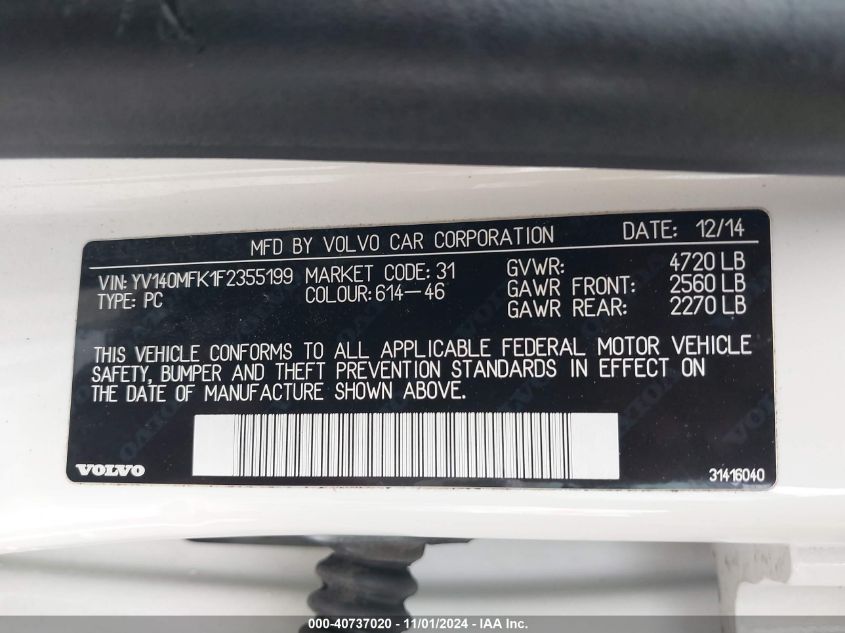 MFD BY VOLVO CAR CORPORATION DATE: 12/14
VIN: YV140MFK1F2355199 MARKET CODE: 31 GVWR: 4720 LB
TYPE: PC COLOUR: 614-46 GAWR FRONT: 2560 LB
GAWR REAR: 2270 LB
THIS VEHICLE CONFORMS TO ALL APPLICABLE FEDERAL MOTOR VEHICLE
SAFETY, BUMPER AND THEFT PREVENTION STANDARDS IN EFFECT ON
THE DATE OF MANUFACTURE SHOWN ABOVE.
VOLVO 31416040
000-40737020 - 11/01/2024 - IAA Inc.